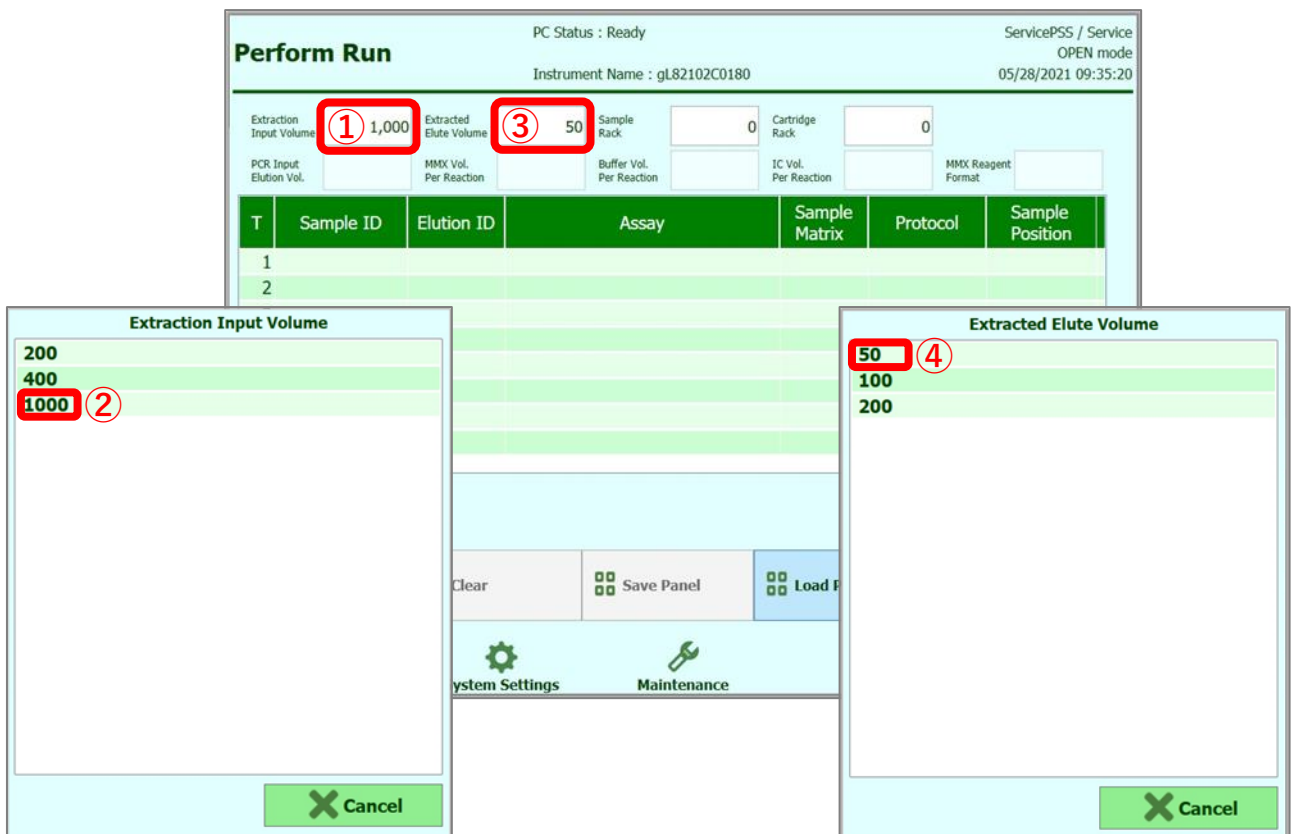 Perform Run
PC Status : Ready
Instrument Name : gL82102C0180
ServicePSS / Service
OPEN mode
05/28/2021 09:35:20
Extraction
Input Volume
① 1,000
Extracted
Elute Volume
③ 50
Sample
Rack
0
Cartridge
Rack
0
PCR Input
Elution Vol.
MMX Vol.
Per Reaction
Buffer Vol.
Per Reaction
IC Vol.
Per Reaction
MMX Reagent
Format
T Sample ID Elution ID Assay Sample Matrix Protocol Sample Position
1
2
Extraction Input Volume
200
400
1000 ②
Cancel
Clear
Save Panel
Load
ystem Settings
Maintenance
Extracted Elute Volume
50 ④
100
200
Cancel